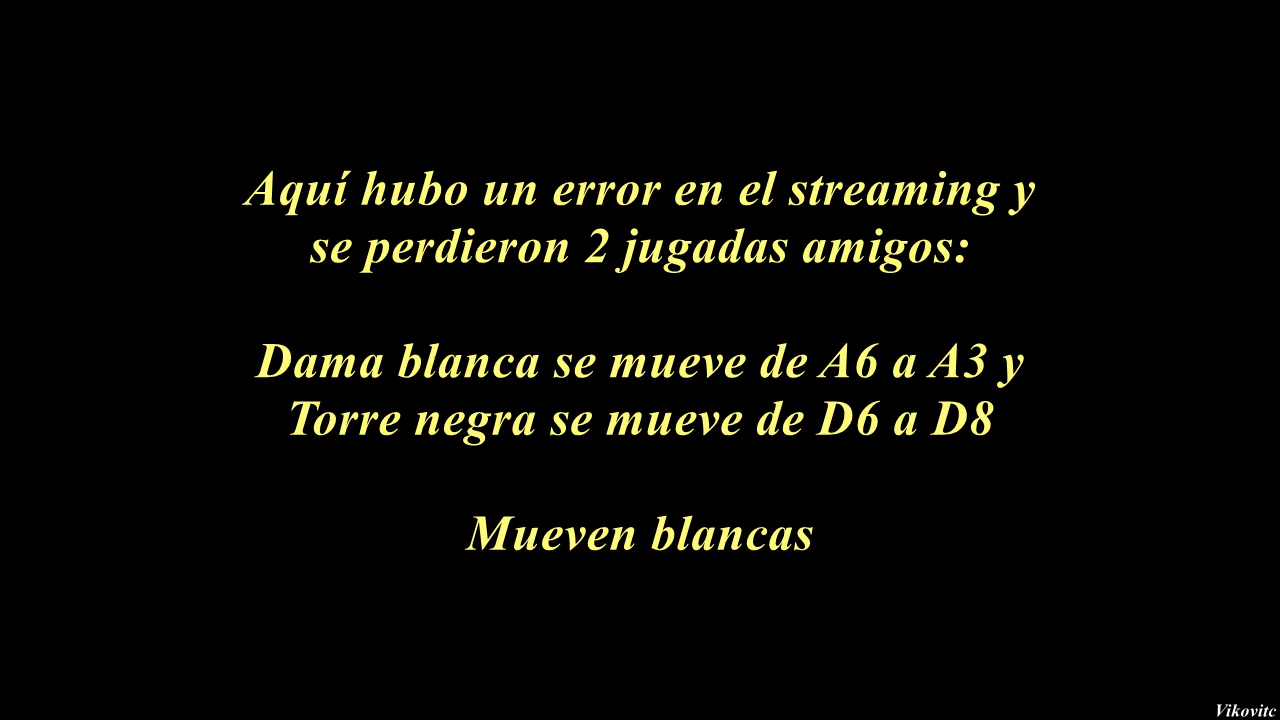 Aquí hubo un error en el streaming y
se perdieron 2 jugadas amigos:
Dama blanca se mueve de A6 a A3 y
Torre negra se mueve de D6 a D8
Mueven blancas
Vikovitc